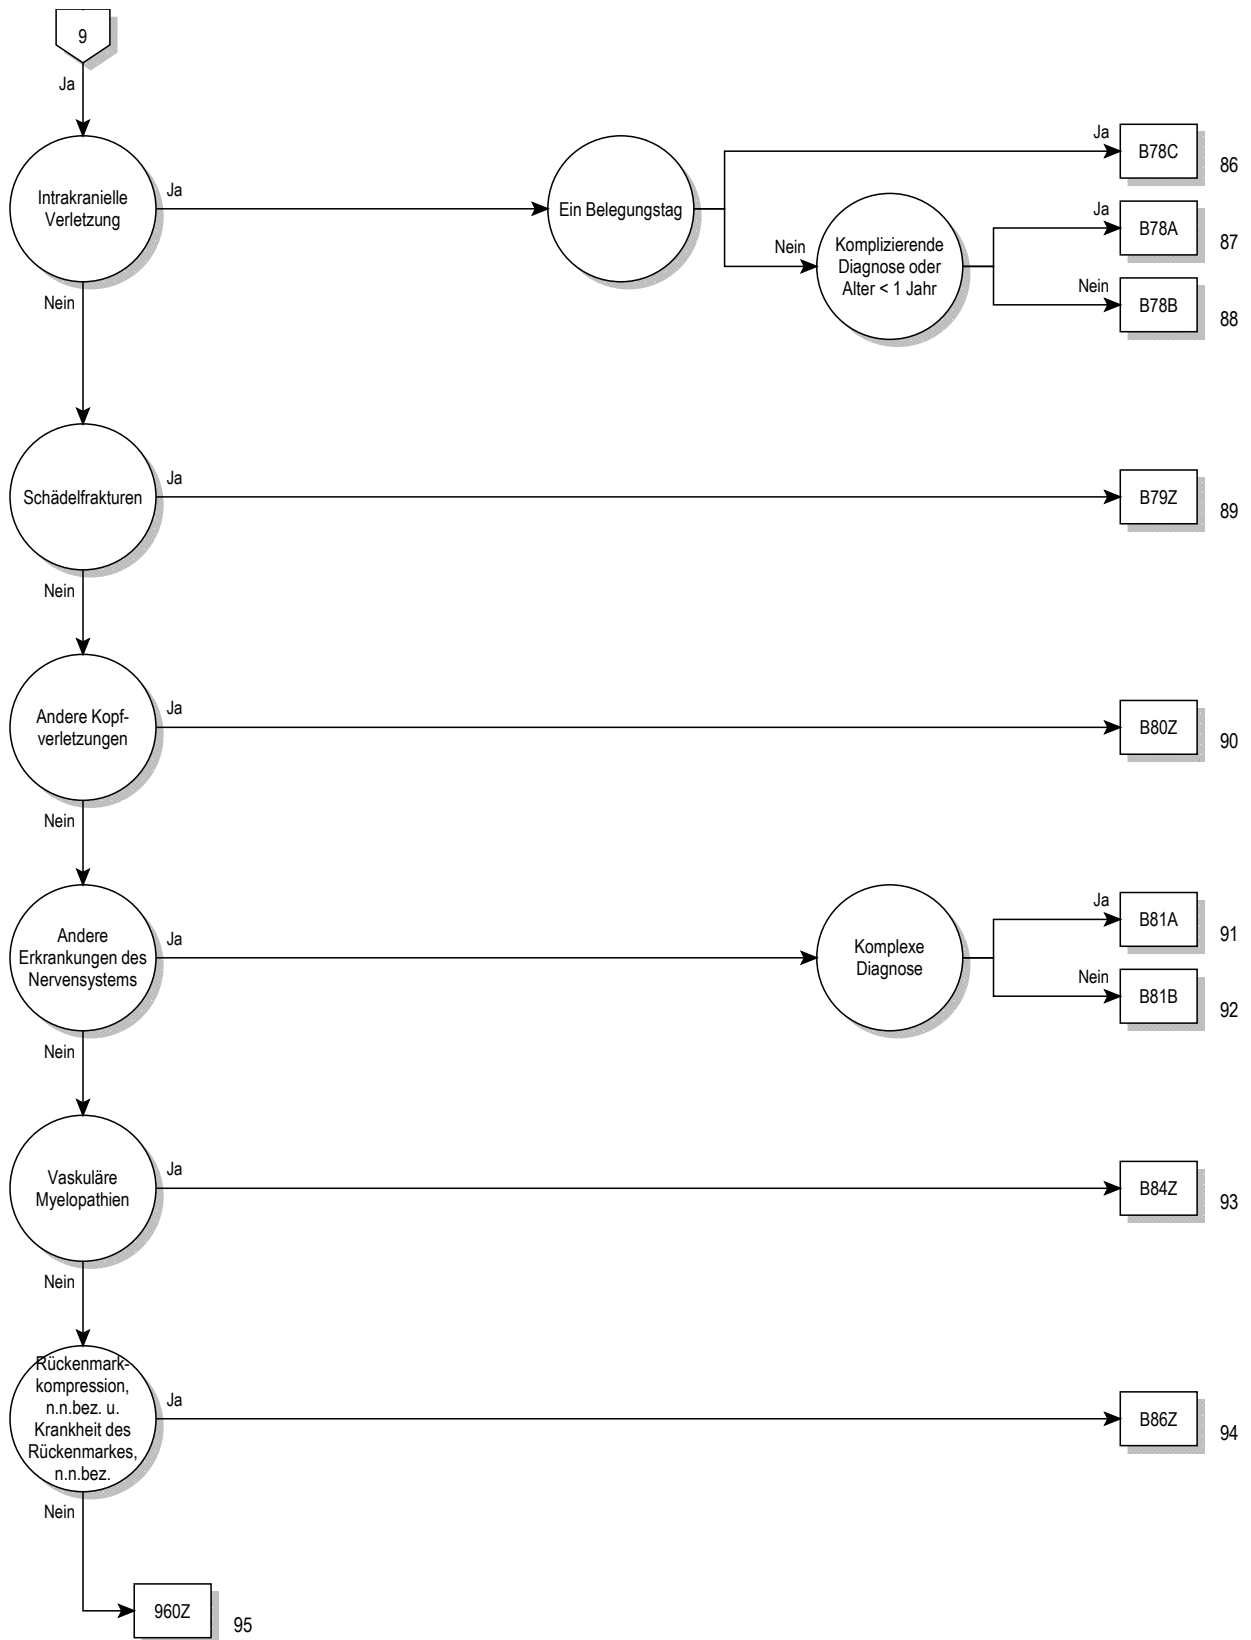 9
Ja
Intrakranielle
Verletzung
Ja
Ein Belegungstag
Ja
B78C
86
Nein
Komplizierende
Diagnose oder
Alter < 1 Jahr
Ja
B78A
87
Nein
B78B
88
Nein
Schädelfrakturen
Ja
B79Z
89
Nein
Andere Kopf-
verletzungen
Ja
B80Z
90
Nein
Andere
Erkrankungen des
Nervensystems
Ja
Komplexe
Diagnose
Ja
B81A
91
Nein
B81B
92
Nein
Vaskuläre
Myelopathien
Ja
B84Z
93
Nein
Rückenmark-
kompression,
n.n.bez. u.
Krankheit des
Rückenmarkes,
n.n.bez.
Ja
B86Z
94
Nein
960Z
95